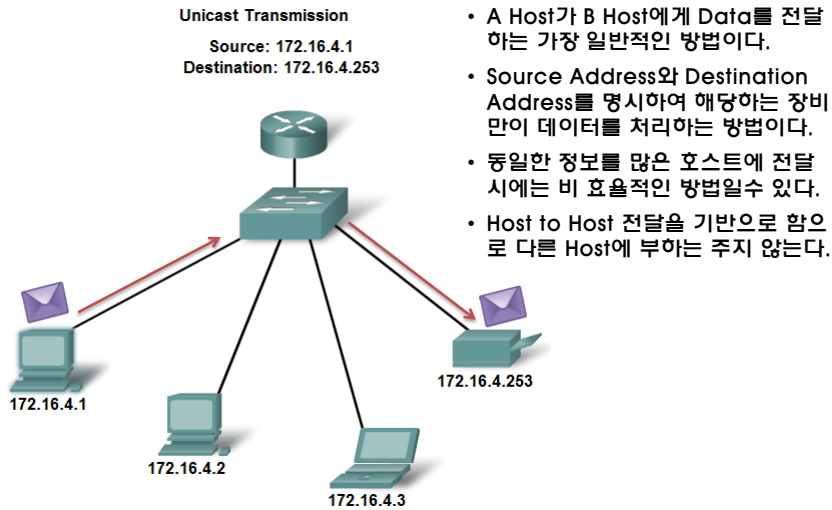 Unicast Transmission
Source: 172.16.4.1
Destination: 172.16.4.253
• A Host가 B Host에게 Data를 전달
하는 가장 일반적인 방법이다.
• Source Address와 Destination
Address를 명시하여 해당하는 장비
만이 데이터를 처리하는 방법이다.
• 동일한 정보를 많은 호스트에 전달
시에는 비 효율적인 방법일수 있다.
• Host to Host 전달을 기반으로 함으
로 다른 Host에 부하는 주지 않는다.
172.16.4.1
172.16.4.2
172.16.4.3
172.16.4.253